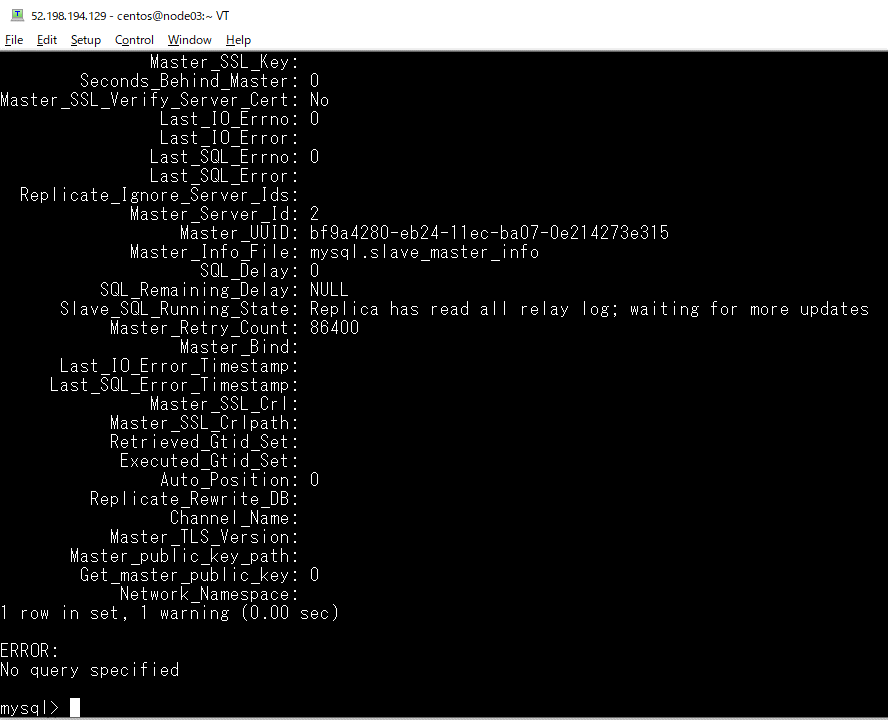 52.198.194.129 - centos@node03:~ VT
File Edit Setup Control Window Help
Master_SSL_Key:
Seconds_Behind_Master: 0
Master_SSL_Verify_Server_Cert: No
Last_IO_Errno: 0
Last_IO_Error:
Last_SQL_Errno: 0
Last_SQL_Error:
Replicate_Ignore_Server_Ids:
Master_Server_Id: 2
Master_UUID: bf9a4280-eb24-11ec-ba07-0e214273e315
Master_Info_File: mysql.slave_master_info
SQL_Delay: 0
SQL_Remaining_Delay: NULL
Slave_SQL_Running_State: Replica has read all relay log; waiting for more updates
Master_Retry_Count: 86400
Master_Bind:
Last_IO_Error_Timestamp:
Last_SQL_Error_Timestamp:
Master_SSL_Crl:
Master_SSL_Crlpath:
Retrieved_Gtid_Set:
Executed_Gtid_Set:
Auto_Position: 0
Replicate_Rewrite_DB:
Channel_Name:
Master_TLS_Version:
Master_public_key_path:
Get_master_public_key: 0
Network_Namespace:
1 row in set, 1 warning (0.00 sec)
ERROR:
No query specified
mysql>